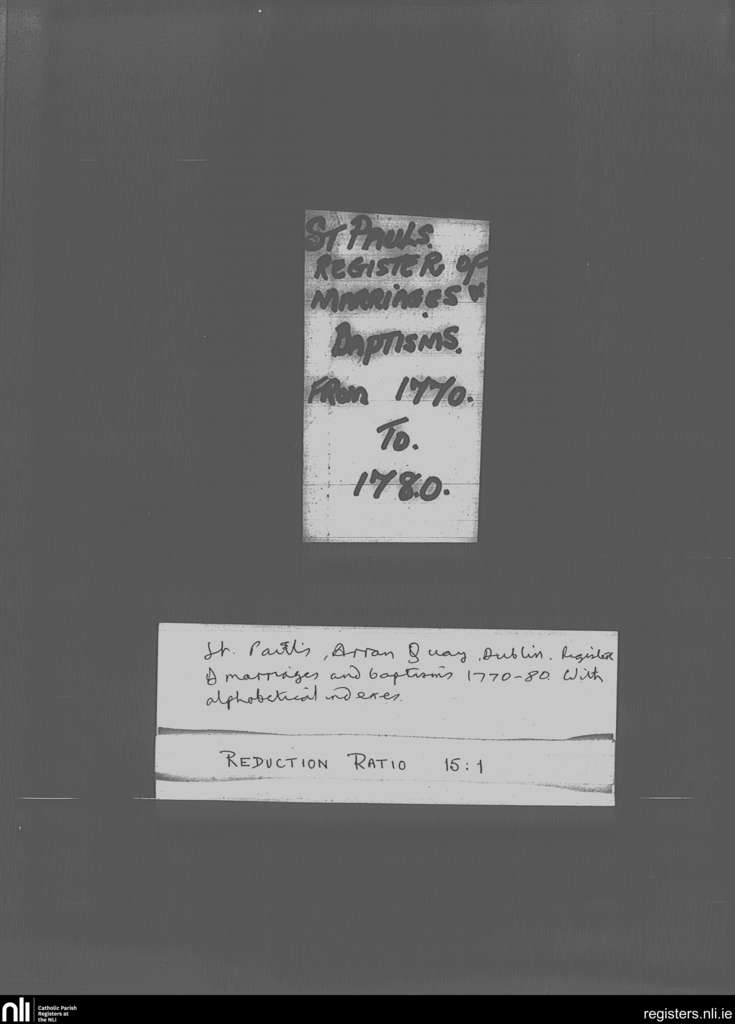 ST PAULS.
REGISTER OF
MARRIAGES &
BAPTISMS.
FROM 1770.
TO.
1780.
St. Paul's, Arran Quay, Dublin. Register
of marriages and baptisms 1770-80. With
alphabetical indexes.
REDUCTION RATIO 15:1
nli
Catholic Parish
Registers at
the NLI
registers.nli.ie